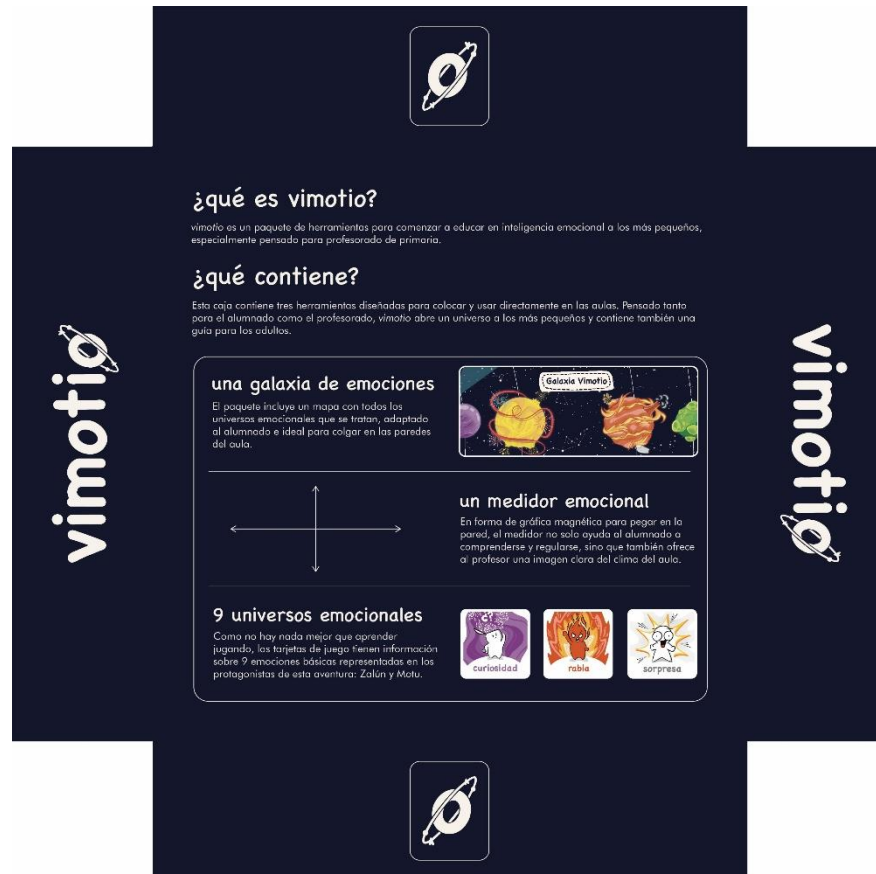 ¿qué es vimotio?
vimotio es un paquete de herramientas para comenzar a educar en inteligencia emocional a los más pequeños,
especialmente pensado para profesorado de primaria.
¿qué contiene?
Esta caja contiene tres herramientas diseñadas para colocar y usar directamente en las aulas. Pensado tanto
para el alumnado como el profesorado, vimotio abre un universo a los más pequeños y contiene también una
guía para los adultos.
vimotio
una galaxia de emociones
El paquete incluye un mapa con todos los
universos emocionales que se tratan, adaptado
al alumnado e ideal para colgar en las paredes
del aula.
Galaxia Vimotio
un medidor emocional
En forma de gráfica magnética para pegar en la
pared, el medidor no solo ayuda al alumnado a
comprenderse y regularse, sino que también ofrece
al profesor una imagen clara del clima del aula.
9 universos emocionales
Como no hay nada mejor que aprender
jugando, las tarjetas de juego tienen información
sobre 9 emociones básicas representadas en los
protagonistas de esta aventura: Zalún y Motu.
curiosidad
rabia
sorpresa
vimotio